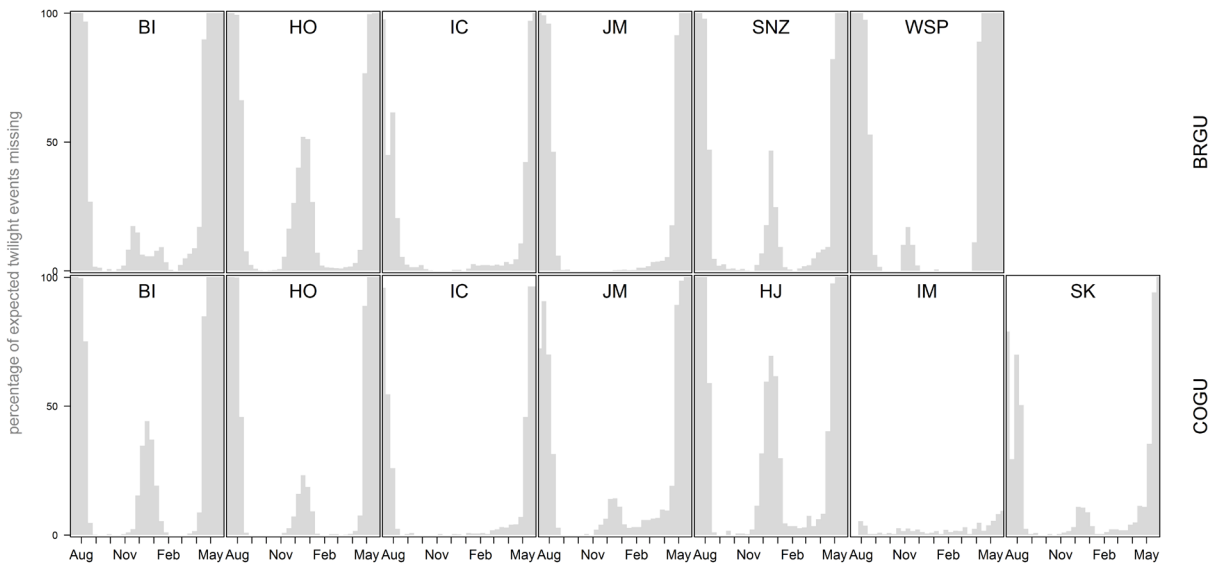 100
BI
HO
IC
JM
SNZ
WSP
50
BRGU
0
100
BI
HO
IC
JM
HJ
IM
SK
50
COGU
0
percentage of expected twilight events missing
Aug Nov Feb May Aug Nov Feb May Aug Nov Feb May Aug Nov Feb May Aug Nov Feb May Aug Nov Feb May Aug Nov Feb May